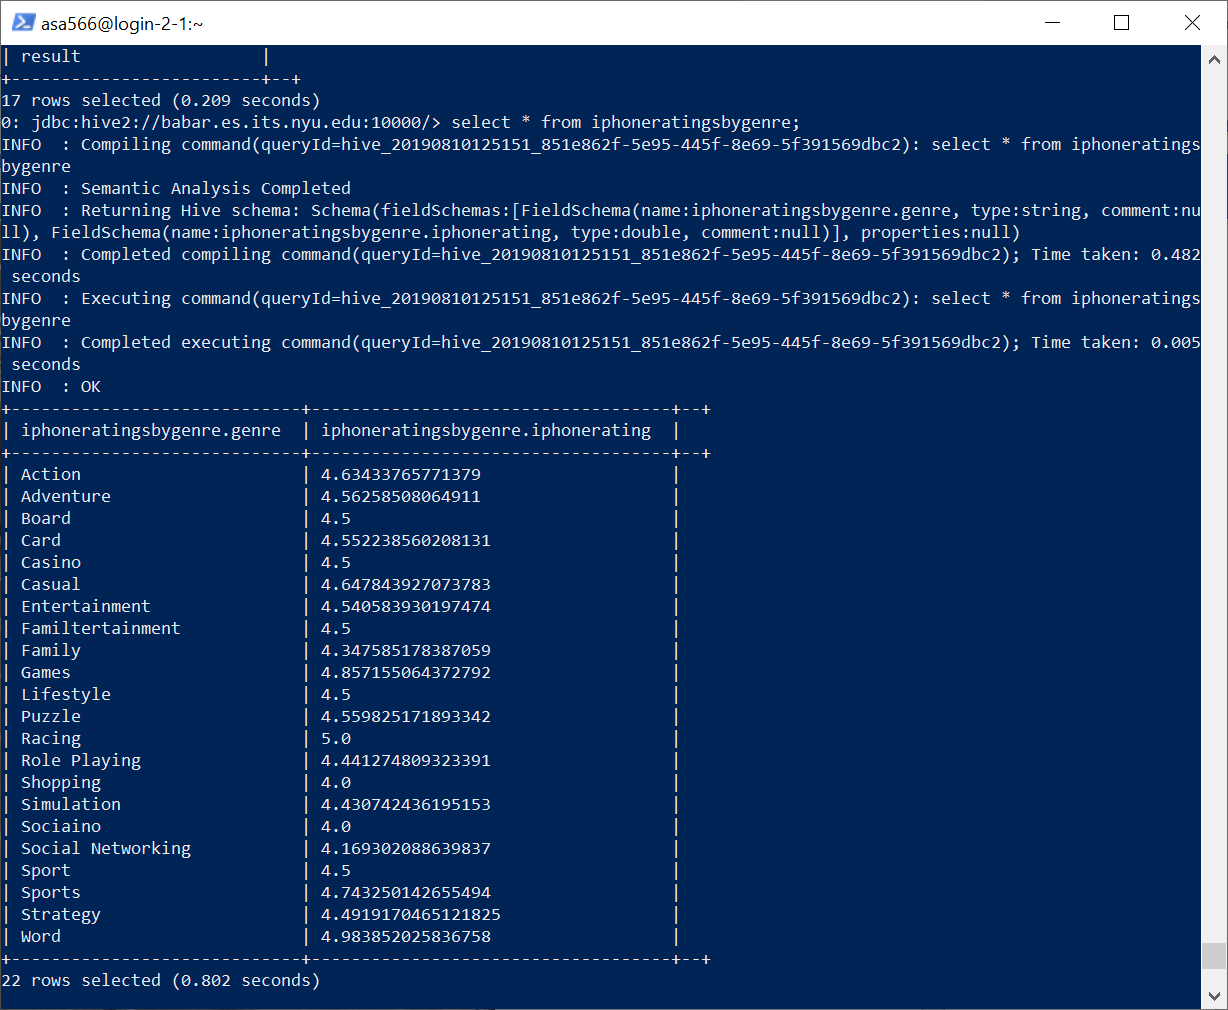 asa566@login-2-1:~
| result                  |
+-------------------------+--+
17 rows selected (0.209 seconds)
0: jdbc:hive2://babar.es.its.nyu.edu:10000/> select * from iphoneratingsbygenre;
INFO  : Compiling command(queryId=hive_20190810125151_851e862f-5e95-445f-8e69-5f391569dbc2): select * from iphoneratings
bygenre
INFO  : Semantic Analysis Completed
INFO  : Returning Hive schema: Schema(fieldSchemas:[FieldSchema(name:iphoneratingsbygenre.genre, type:string, comment:nu
ll), FieldSchema(name:iphoneratingsbygenre.iphonerating, type:double, comment:null)], properties:null)
INFO  : Completed compiling command(queryId=hive_20190810125151_851e862f-5e95-445f-8e69-5f391569dbc2); Time taken: 0.482
 seconds
INFO  : Executing command(queryId=hive_20190810125151_851e862f-5e95-445f-8e69-5f391569dbc2): select * from iphoneratings
bygenre
INFO  : Completed executing command(queryId=hive_20190810125151_851e862f-5e95-445f-8e69-5f391569dbc2); Time taken: 0.005
 seconds
INFO  : OK
+-----------------------------+------------------------------------+--+
| iphoneratingsbygenre.genre  | iphoneratingsbygenre.iphonerating  |
+-----------------------------+------------------------------------+--+
| Action                      | 4.63433765771379                   |
| Adventure                   | 4.56258508064911                   |
| Board                       | 4.5                                |
| Card                        | 4.552238560208131                  |
| Casino                      | 4.5                                |
| Casual                      | 4.647843927073783                  |
| Entertainment               | 4.540583930197474                  |
| Familtertainment            | 4.5                                |
| Family                      | 4.347585178387059                  |
| Games                       | 4.857155064372792                  |
| Lifestyle                   | 4.5                                |
| Puzzle                      | 4.559825171893342                  |
| Racing                      | 5.0                                |
| Role Playing                | 4.441274809323391                  |
| Shopping                    | 4.0                                |
| Simulation                  | 4.430742436195153                  |
| Sociaino                    | 4.0                                |
| Social Networking           | 4.169302088639837                  |
| Sport                       | 4.5                                |
| Sports                      | 4.743250142655494                  |
| Strategy                    | 4.4919170465121825                 |
| Word                        | 4.983852025836758                  |
+-----------------------------+------------------------------------+--+
22 rows selected (0.802 seconds)